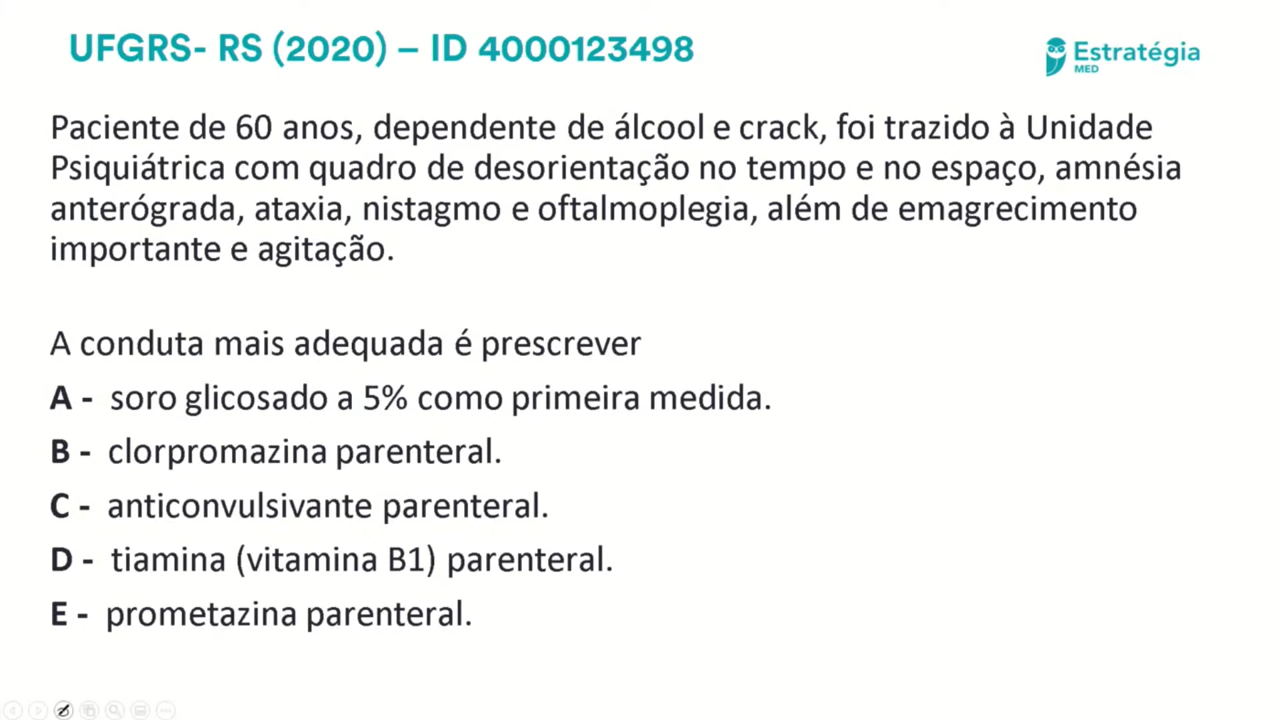 UFGRS- RS (2020) – ID 4000123498
Estratégia
MED
Paciente de 60 anos, dependente de álcool e crack, foi trazido à Unidade
Psiquiátrica com quadro de desorientação no tempo e no espaço, amnésia
anterógrada, ataxia, nistagmo e oftalmoplegia, além de emagrecimento
importante e agitação.
A conduta mais adequada é prescrever
A - soro glicosado a 5% como primeira medida.
B - clorpromazina parenteral.
C - anticonvulsivante parenteral.
D - tiamina (vitamina B1) parenteral.
E - prometazina parenteral.